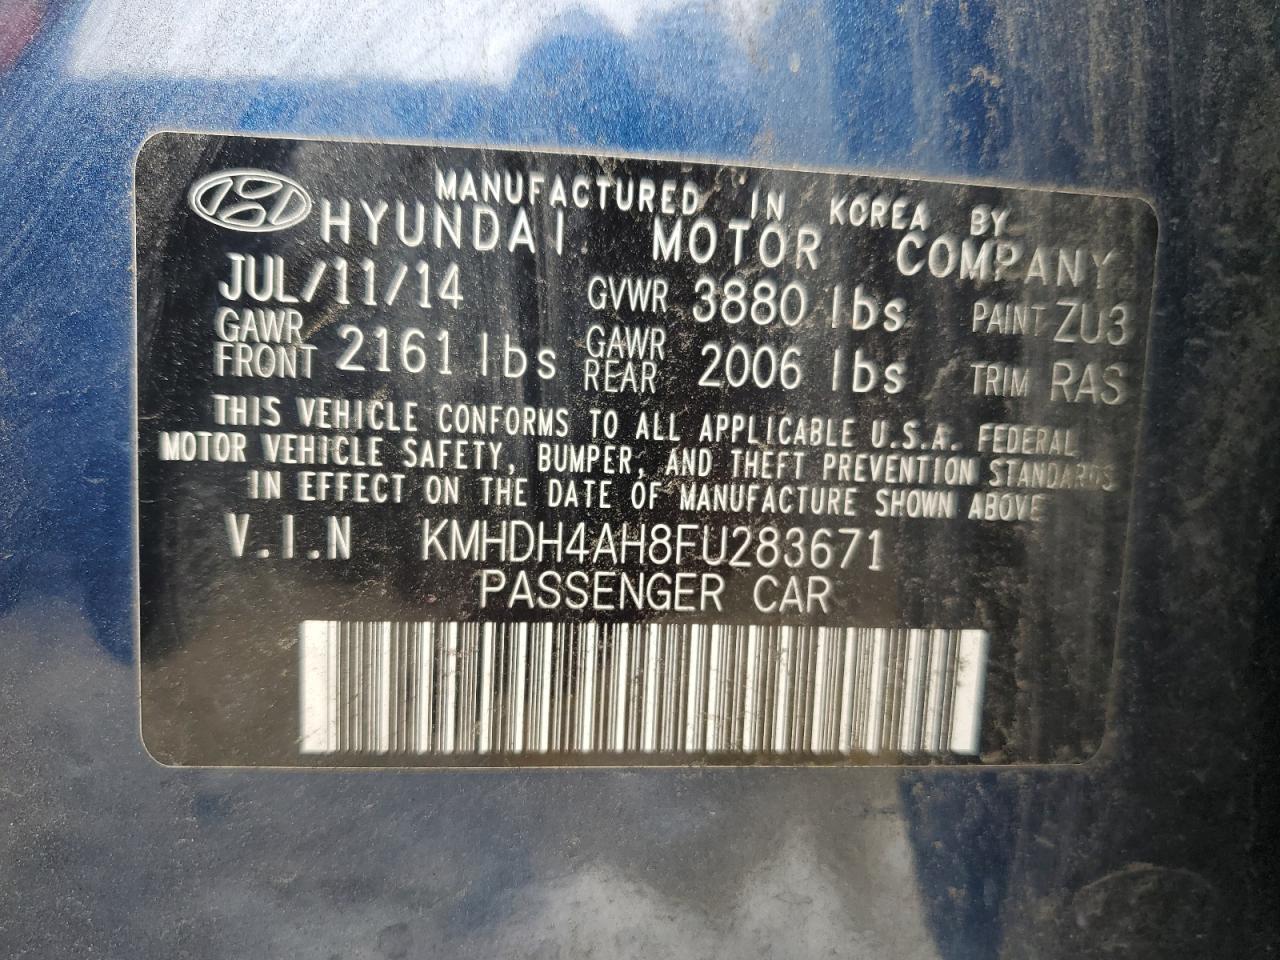 MANUFACTURED IN KOREA BY
HYUNDAI MOTOR COMPANY
JUL/11/14 GVWR 3880 lbs PAINT ZU3
GAWR FRONT 2161 lbs GAWR REAR 2006 lbs TRIM RAS
THIS VEHICLE CONFORMS TO ALL APPLICABLE U.S.A. FEDERAL
MOTOR VEHICLE SAFETY, BUMPER, AND THEFT PREVENTION STANDARDS
IN EFFECT ON THE DATE OF MANUFACTURE SHOWN ABOVE
V.I.N KMHDH4AH8FU283671
PASSENGER CAR